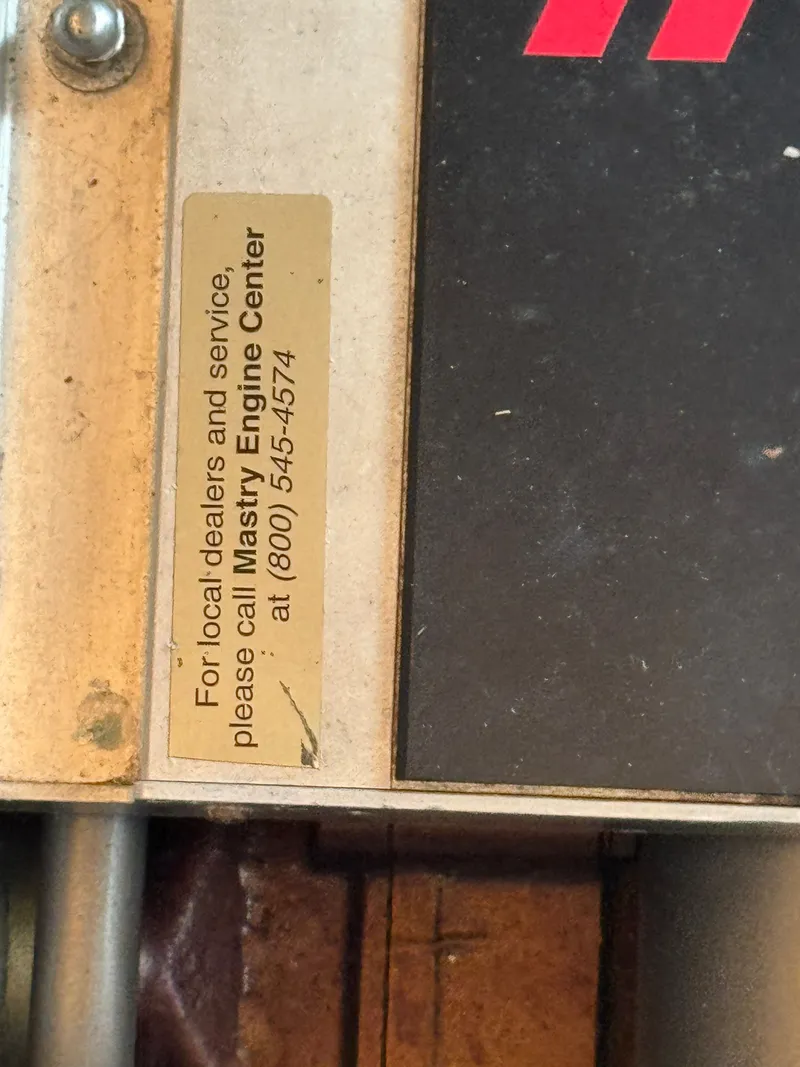 For local dealers and service,
please call Mastry Engine Center
at (800) 545-4574